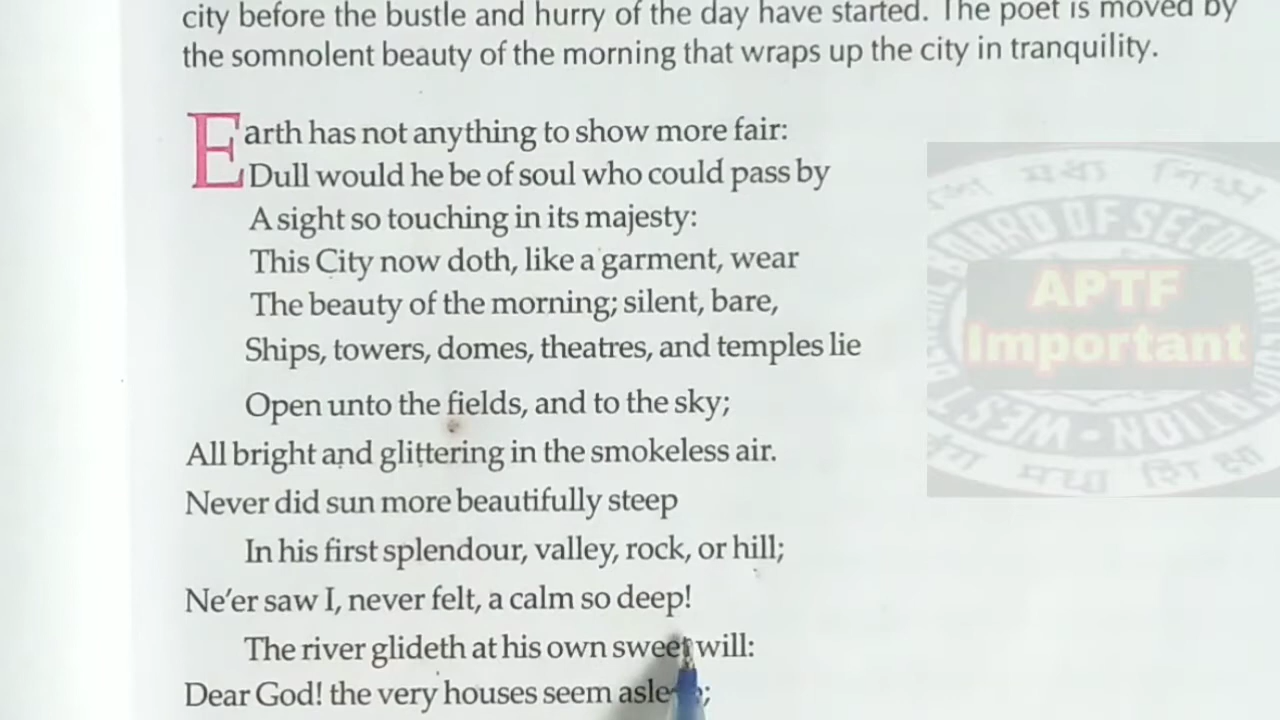 city before the bustle and hurry of the day have started. The poet is moved by
the somnolent beauty of the morning that wraps up the city in tranquility.
Earth has not anything to show more fair:
Dull would he be of soul who could pass by
A sight so touching in its majesty:
This City now doth, like a garment, wear
The beauty of the morning; silent, bare,
Ships, towers, domes, theatres, and temples lie
Open unto the fields, and to the sky;
All bright and glittering in the smokeless air.
Never did sun more beautifully steep
In his first splendour, valley, rock, or hill;
Ne'er saw I, never felt, a calm so deep!
The river glideth at his own sweet will:
Dear God! the very houses seem
APTF
Important